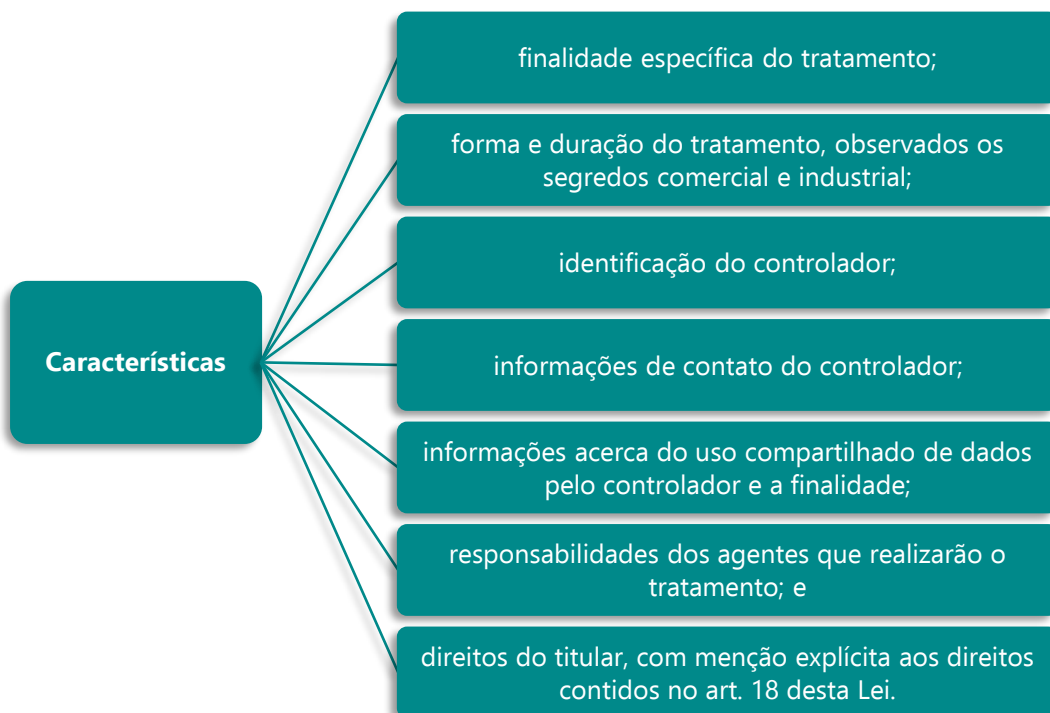 finalidade específica do tratamento;
forma e duração do tratamento, observados os
segredos comercial e industrial;
identificação do controlador;
Características
informações de contato do controlador;
informações acerca do uso compartilhado de dados
pelo controlador e a finalidade;
responsabilidades dos agentes que realizarão o
tratamento; e
direitos do titular, com menção explícita aos direitos
contidos no art. 18 desta Lei.